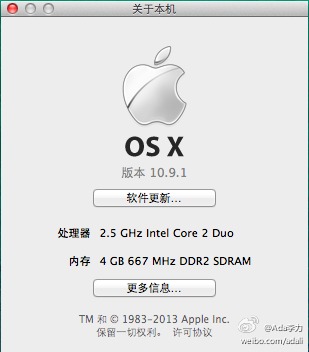 关于本机
OS X
版本 10.9.1
软件更新...
处理器 2.5 GHz Intel Core 2 Duo
内存 4 GB 667 MHz DDR2 SDRAM
更多信息...
TM 和 © 1983-2013 Apple Inc.
保留一切权利。 许可协议
@Ada李力
weibo.com/adali